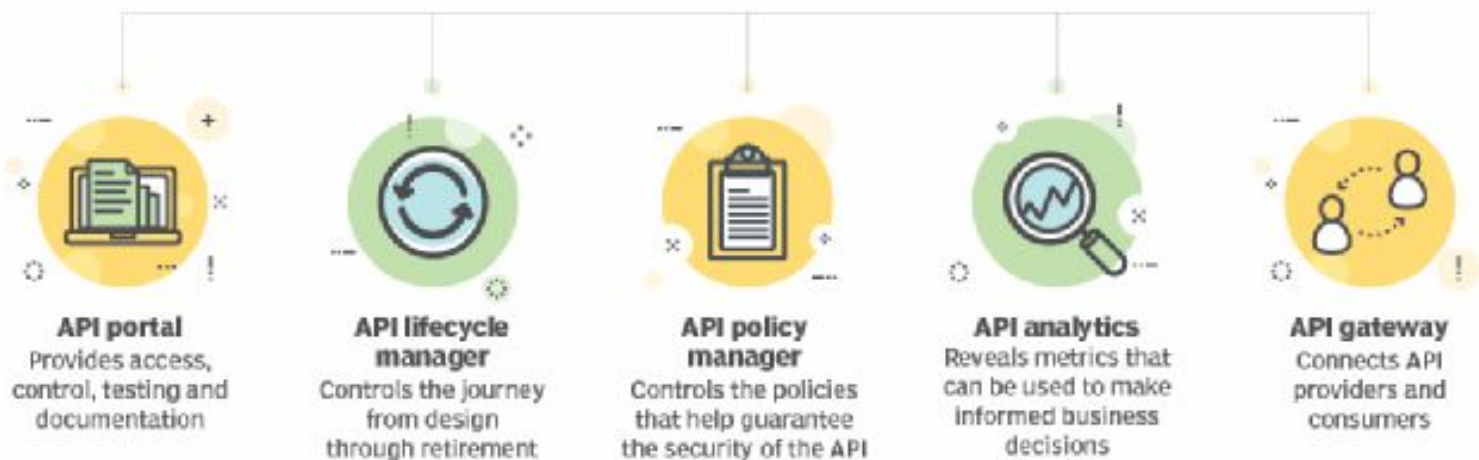 API portal
Provides access,
control, testing and
documentation
API lifecycle
manager
Controls the journey
from design
through retirement
API policy
manager
Controls the policies
that help guarantee
the security of the API
API analytics
Reveals metrics that
can be used to make
informed business
decisions
API gateway
Connects API
providers and
consumers